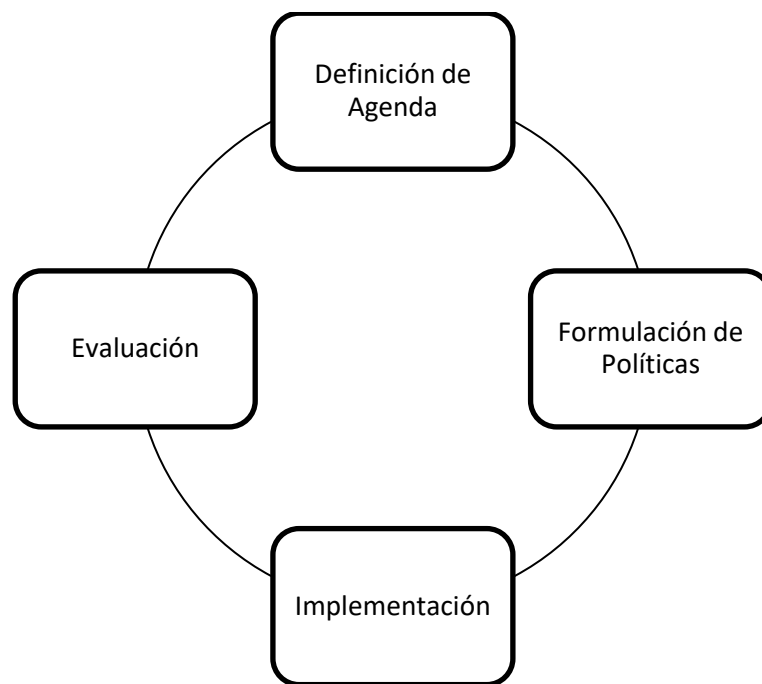 Definición de
Agenda
Formulación de
Políticas
Implementación
Evaluación